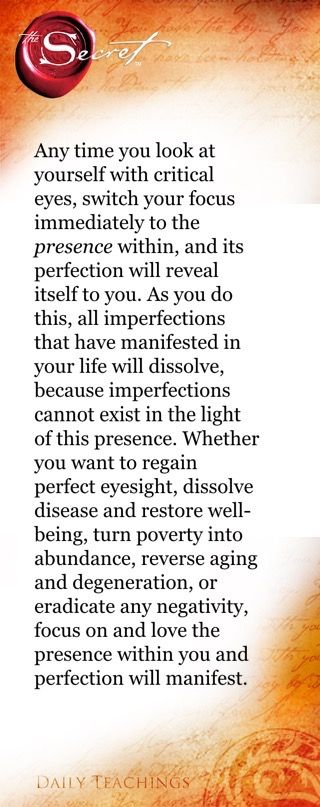 the Secret™
Any time you look at
yourself with critical
eyes, switch your focus
immediately to the
presence within, and its
perfection will reveal
itself to you. As you do
this, all imperfections
that have manifested in
your life will dissolve,
because imperfections
cannot exist in the light
of this presence. Whether
you want to regain
perfect eyesight, dissolve
disease and restore well-
being, turn poverty into
abundance, reverse aging
and degeneration, or
eradicate any negativity,
focus on and love the
presence within you and
perfection will manifest.
DAILY TEACHINGS